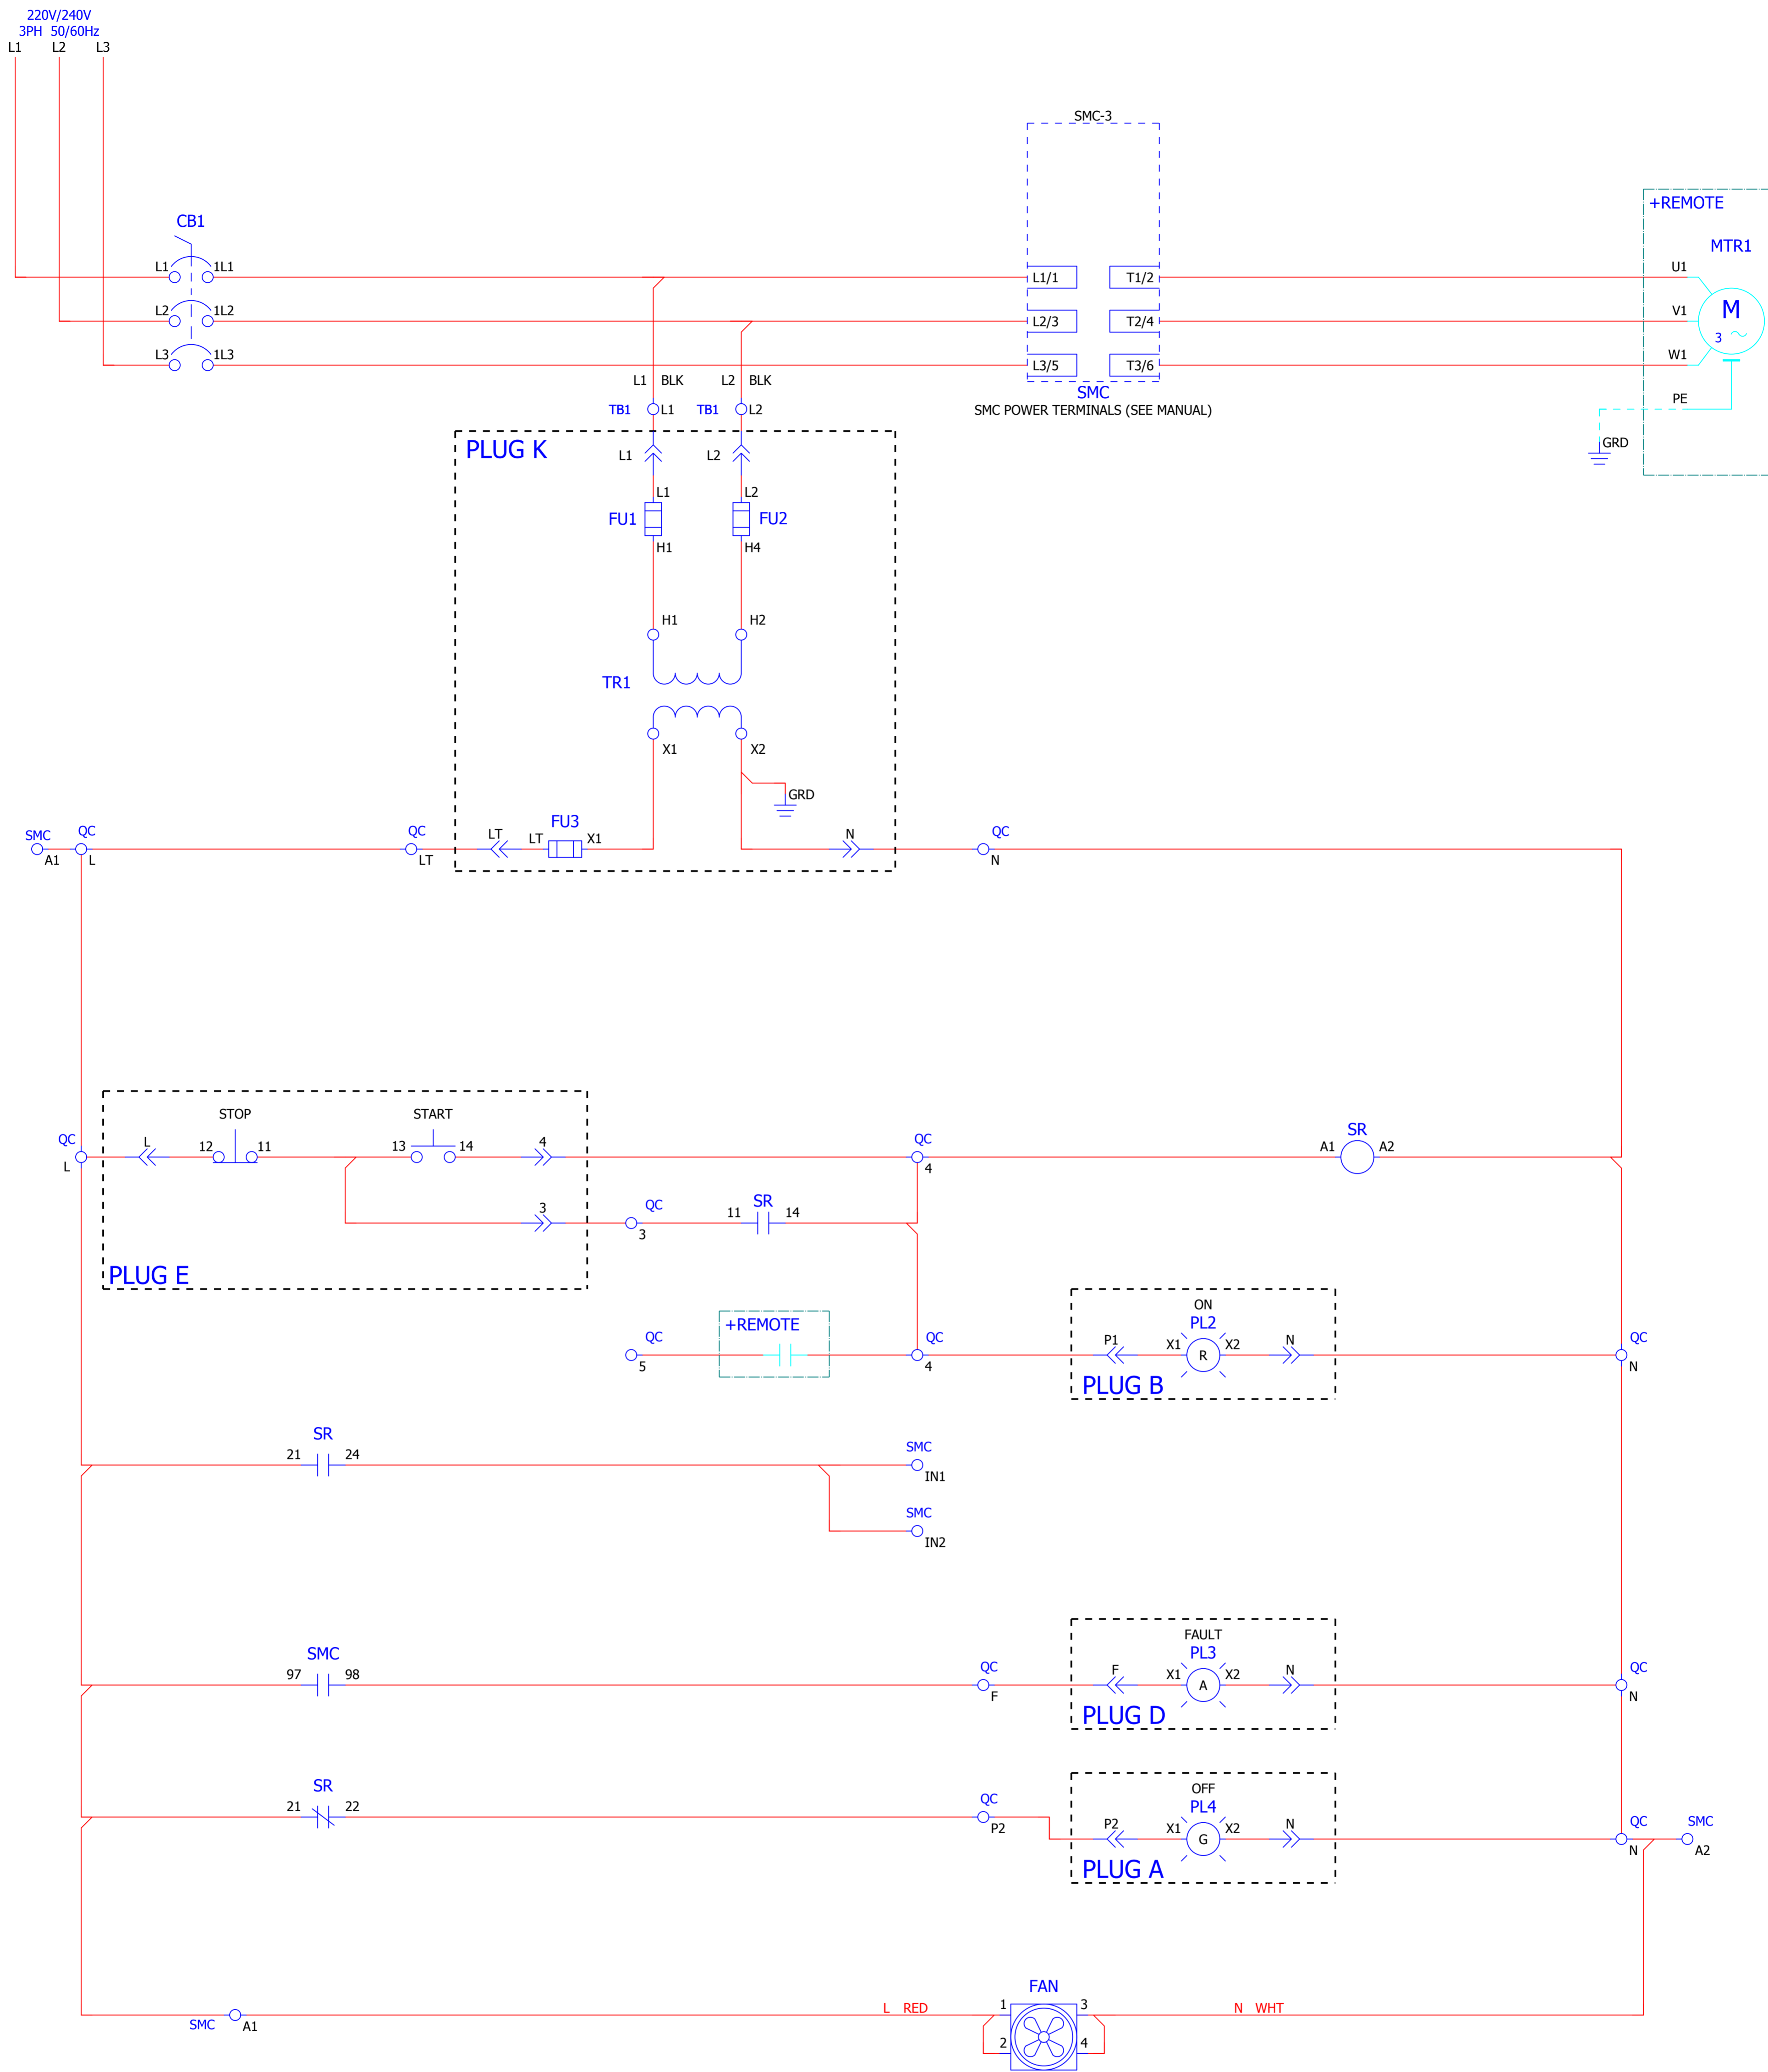 220V/240V
3PH 50/60Hz
L1 L2 L3
SMC-3
+REMOTE
CB1
MTR1
L1 1L1 L1/1 T1/2 U1
L2 1L2 L2/3 T2/4 V1
M
3
L3 1L3 L3/5 T3/6 W1
L1 BLK L2 BLK
SMC
PE
TB1 L1 TB1 L2
SMC POWER TERMINALS (SEE MANUAL)
GRD
PLUG K
L1 L2
L1 L2
FU1 FU2
H1 H4
H1 H2
TR1
X1 X2
GRD
FU3
SMC QC QC LT LT X1 N QC
A1 L LT N
STOP START
QC L 12 11 13 14 4 QC A1 SR A2
L 4
3 QC 11 SR 14
3
PLUG E
ON
+REMOTE PL2
QC QC P1 X1 R X2 N QC
5 4 N
PLUG B
SR
21 24 SMC
IN1
SMC
IN2
FAULT
SMC PL3
97 98 QC F X1 A X2 N QC
F N
PLUG D
SR OFF
21 22 QC PL4
P2
P2 X1 G X2 N QC SMC
N A2
PLUG A
FAN
L RED 1 3 N WHT
SMC A1
2 4